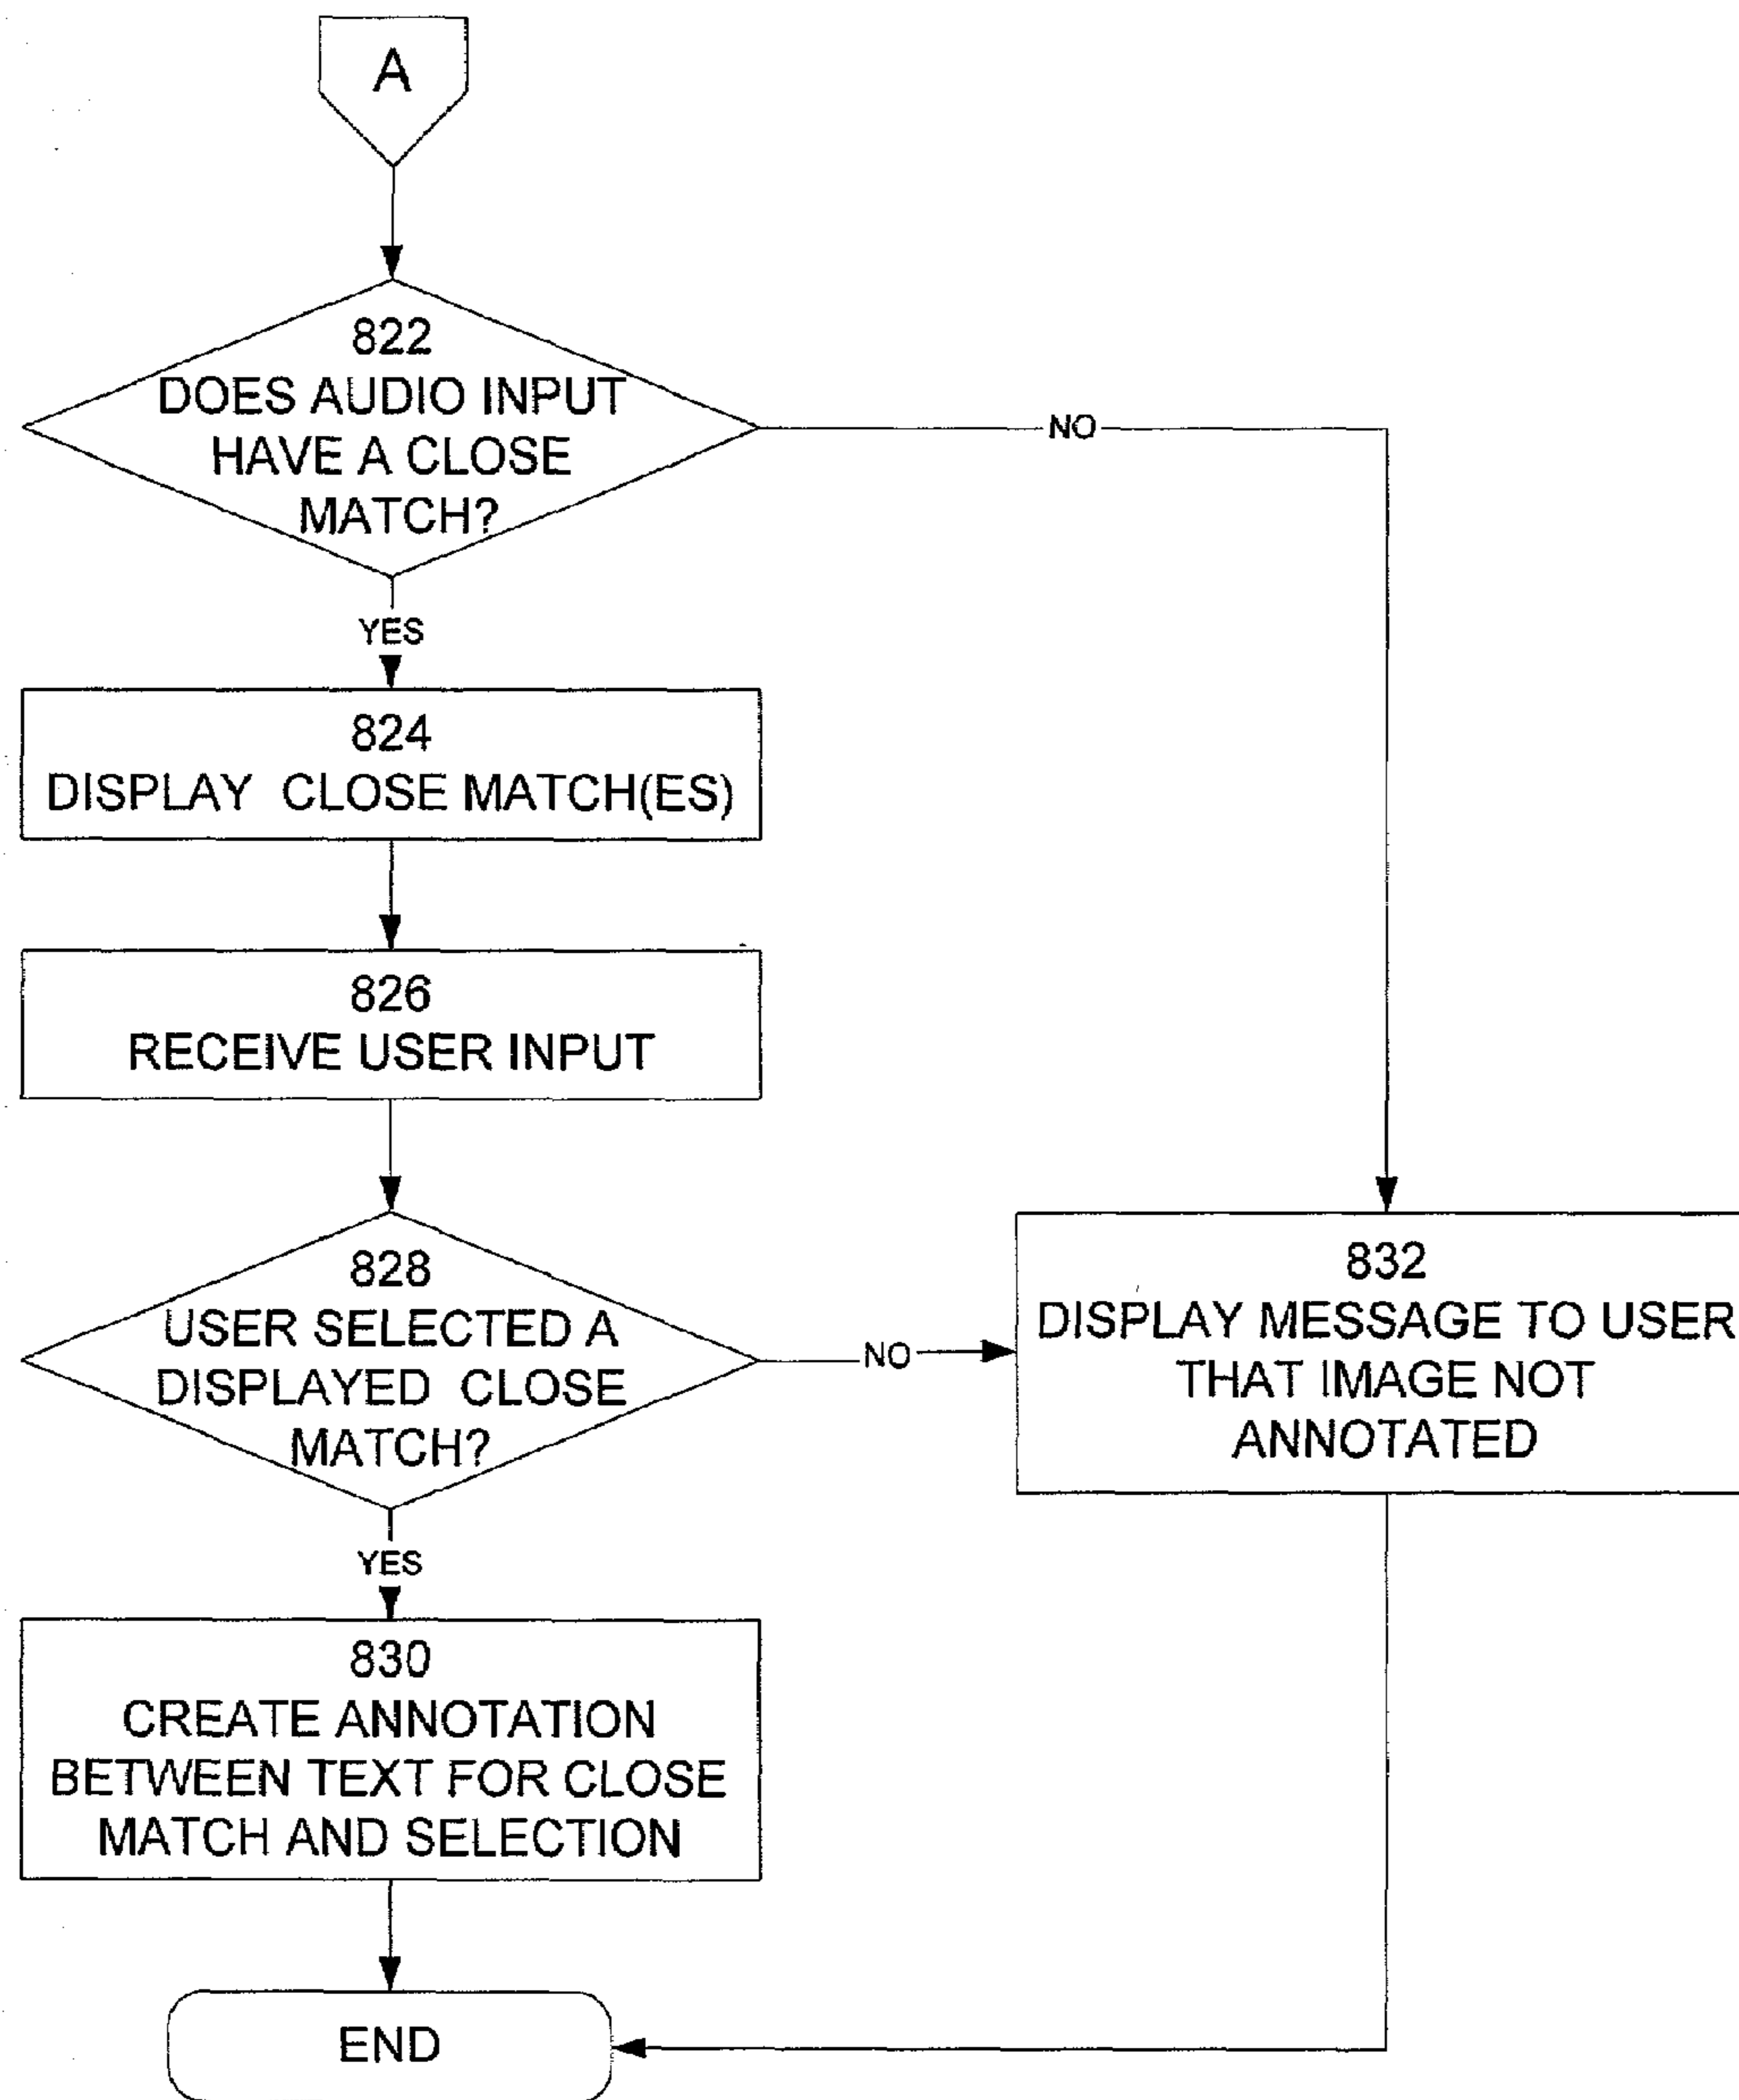 A
822
DOES AUDIO INPUT
HAVE A CLOSE
MATCH?
NO
YES
824
DISPLAY CLOSE MATCH(ES)
826
RECEIVE USER INPUT
828
USER SELECTED A
DISPLAYED CLOSE
MATCH?
NO
832
DISPLAY MESSAGE TO USER
THAT IMAGE NOT
ANNOTATED
YES
830
CREATE ANNOTATION
BETWEEN TEXT FOR CLOSE
MATCH AND SELECTION
END